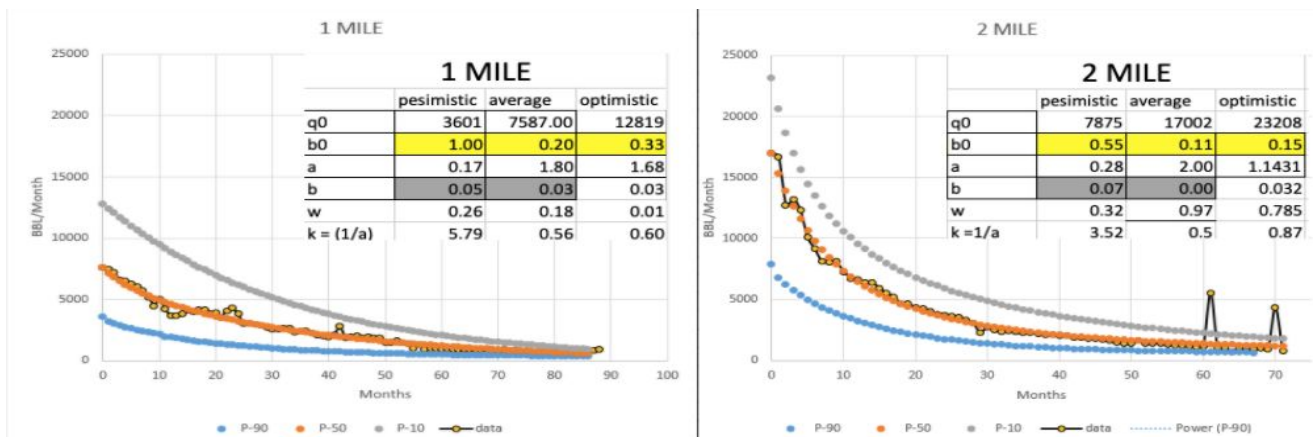 1 MILE
25000
20000
15000
10000
5000
0
BBL/Month
0 10 20 30 40 50 60 70 80 90 100
Months
1 MILE
pesimistic average optimistic
q0 3601 7587.00 12819
b0 1.00 0.20 0.33
a 0.17 1.80 1.68
b 0.05 0.03 0.03
w 0.26 0.18 0.01
k = (1/a) 5.79 0.56 0.60
P-90 P-50 P-10 data
2 MILE
25000
20000
15000
10000
5000
0
BBL/Month
0 10 20 30 40 50 60 70
Months
2 MILE
pesimistic average optimistic
q0 7875 17002 23208
b0 0.55 0.11 0.15
a 0.28 2.00 1.1431
b 0.07 0.00 0.032
w 0.32 0.97 0.785
k =1/a 3.52 0.5 0.87
P-90 P-50 P-10 data Power (P-90)